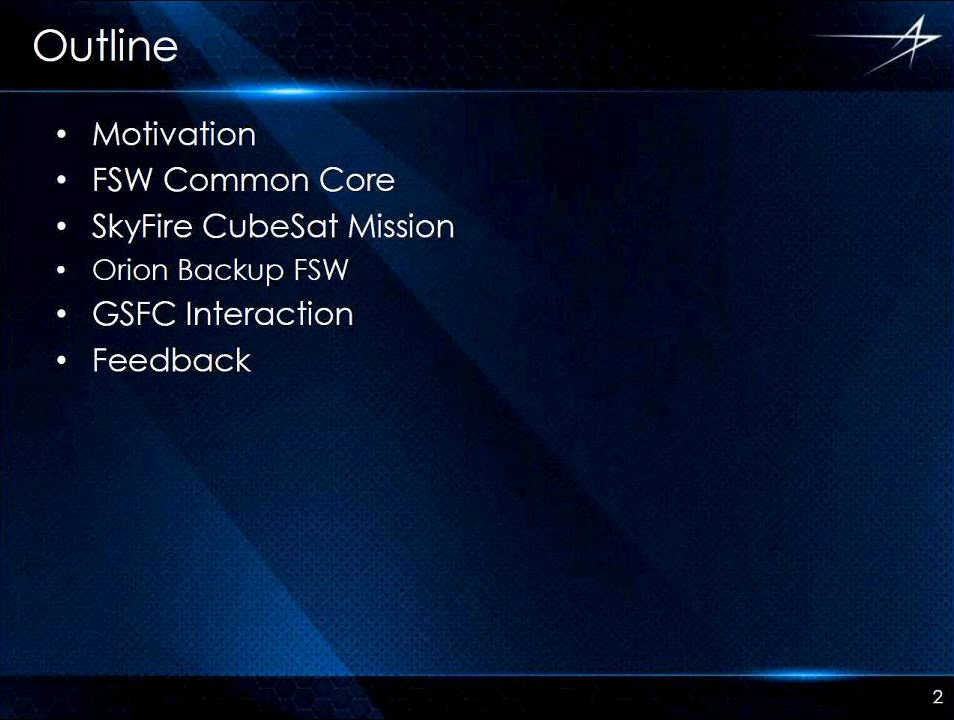 Outline
• Motivation
• FSW Common Core
• SkyFire CubeSat Mission
• Orion Backup FSW
• GSFC Interaction
• Feedback
2